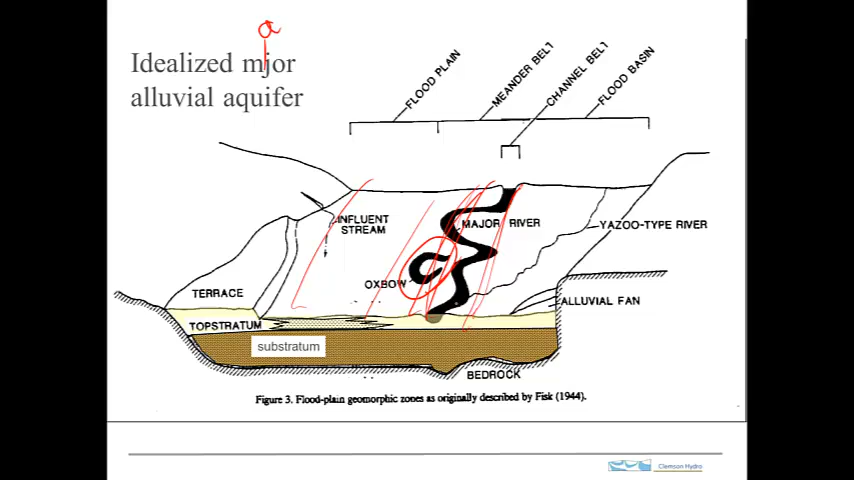 a
Idealized mjor
alluvial aquifer
FLOOD PLAIN
MEANDER BELT
CHANNEL BELT
FLOOD BASIN
INFLUENT
STREAM
MAJOR RIVER
YAZOO-TYPE RIVER
OXBOW
TERRACE
ALLUVIAL FAN
TOPSTRATUM
substratum
BEDROCK
Figure 3. Flood-plain geomorphic zones as originally described by Fisk (1944).
Clemson Hydro